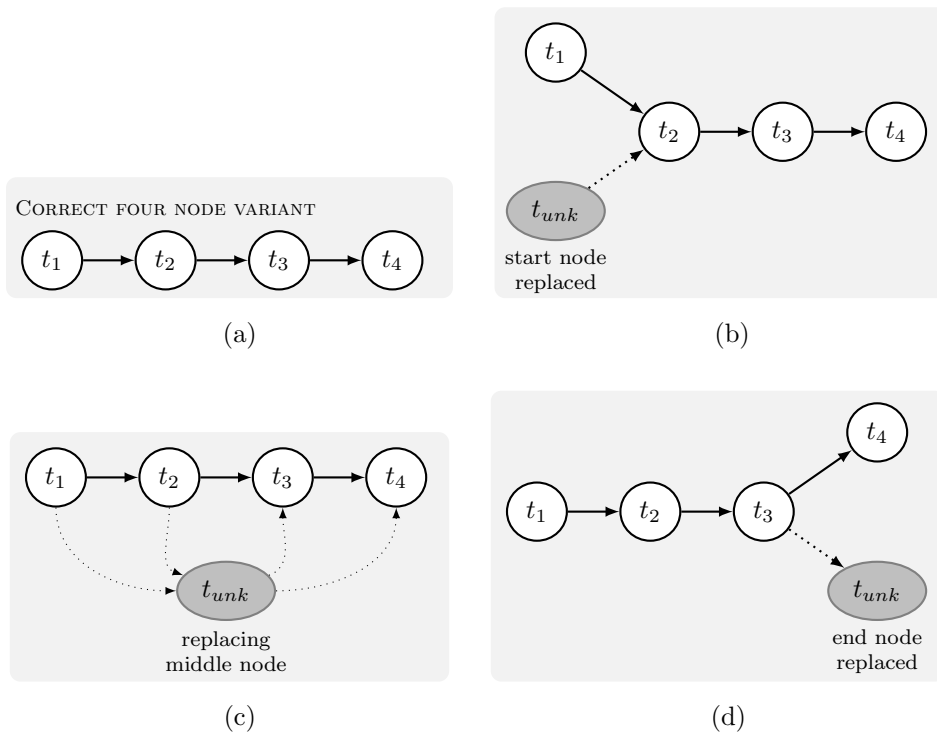 CORRECT FOUR NODE VARIANT
t1 t2 t3 t4
(a)
t1
t2 t3 t4
tunk
start node
replaced
(b)
t1 t2 t3 t4
tunk
replacing
middle node
(c)
t4
t1 t2 t3
tunk
end node
replaced
(d)